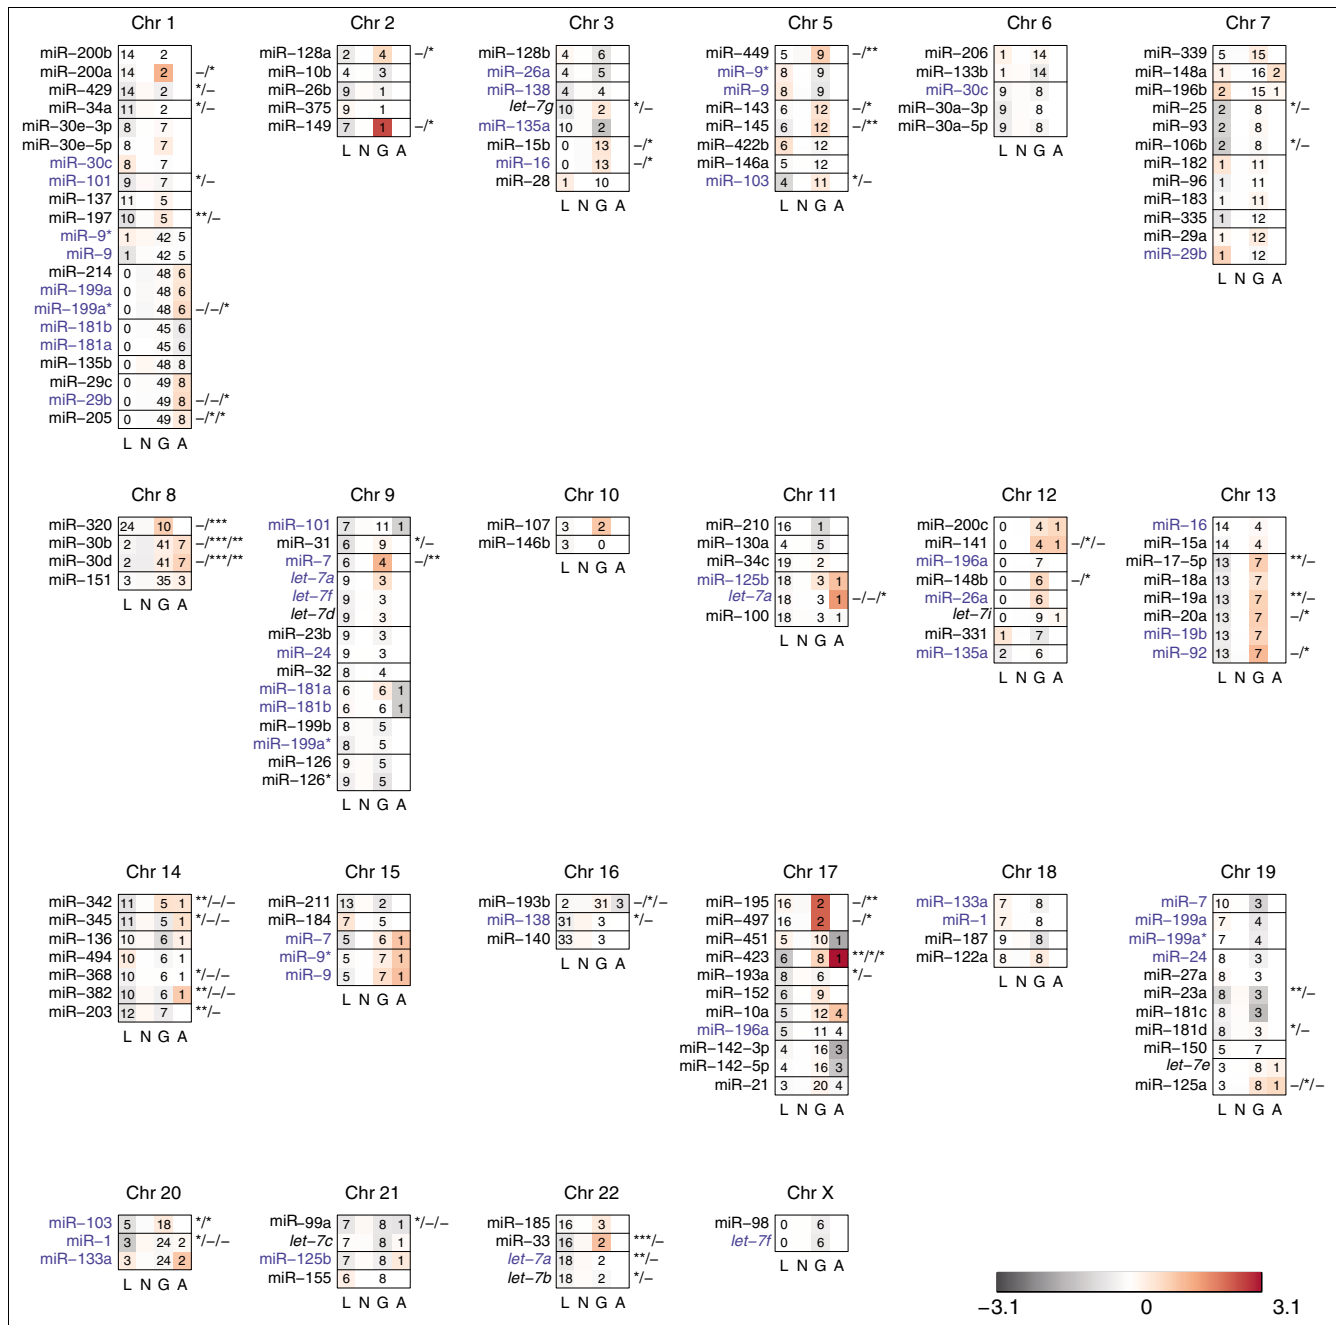 Chr 1
miR–200b 14 2
miR–200a 14 2 –/*
miR–429 14 2 */–
miR–34a 11 2 */–
miR–30e–3p 8 7
miR–30e–5p 8 7
miR–30c 8 7
miR–101 9 7 */–
miR–137 11 5
miR–197 10 5 **/–
miR–9* 1 42 5
miR–9 1 42 5
miR–214 0 48 6
miR–199a 0 48 6
miR–199a* 0 48 6 –/–/*
miR–181b 0 45 6
miR–181a 0 45 6
miR–135b 0 48 8
miR–29c 0 49 8
miR–29b 0 49 8 –/–/*
miR–205 0 49 8 –/*/*
L N G A
Chr 2
miR–128a 2 4 –/*
miR–10b 4 3
miR–26b 9 1
miR–375 9 1
miR–149 7 1 –/*
L N G A
Chr 3
miR–128b 4 6
miR–26a 4 5
miR–138 4 4
let–7g 10 2 */–
miR–135a 10 2
miR–15b 0 13 –/*
miR–16 0 13 –/*
miR–28 1 10
L N G A
Chr 5
miR–449 5 9 –/**
miR–9* 8 9
miR–9 8 9
miR–143 6 12 –/*
miR–145 6 12 –/**
miR–422b 6 12
miR–146a 5 12
miR–103 4 11 */–
L N G A
Chr 6
miR–206 1 14
miR–133b 1 14
miR–30c 9 8
miR–30a–3p 9 8
miR–30a–5p 9 8
L N G A
Chr 7
miR–339 5 15
miR–148a 1 16 2
miR–196b 2 15 1
miR–25 2 8 */–
miR–93 2 8
miR–106b 2 8 */–
miR–182 1 11
miR–96 1 11
miR–183 1 11
miR–335 1 12
miR–29a 1 12
miR–29b 1 12
L N G A
Chr 8
miR–320 24 10 –/***
miR–30b 2 41 7 –/***/**
miR–30d 2 41 7 –/***/**
miR–151 3 35 3
L N G A
Chr 9
miR–101 7 11 1
miR–31 6 9 */–
miR–7 6 4 –/**
let–7a 9 3
let–7f 9 3
let–7d 9 3
miR–23b 9 3
miR–24 9 3
miR–32 8 4
miR–181a 6 6 1
miR–181b 6 6 1
miR–199b 8 5
miR–199a* 8 5
miR–126 9 5
miR–126* 9 5
L N G A
Chr 10
miR–107 3 2
miR–146b 3 0
L N G A
Chr 11
miR–210 16 1
miR–130a 4 5
miR–34c 19 2
miR–125b 18 3 1
let–7a 18 3 1 –/–/*
miR–100 18 3 1
L N G A
Chr 12
miR–200c 0 4 1
miR–141 0 4 1 –/*/–
miR–196a 0 7
miR–148b 0 6 –/*
miR–26a 0 6
let–7i 0 9 1
miR–331 1 7
miR–135a 2 6
L N G A
Chr 13
miR–16 14 4
miR–15a 14 4
miR–17–5p 13 7 **/–
miR–18a 13 7
miR–19a 13 7 **/–
miR–20a 13 7 –/*
miR–19b 13 7
miR–92 13 7 –/*
L N G A
Chr 14
miR–342 11 5 1 **/–/–
miR–345 11 5 1 */–/–
miR–136 10 6 1
miR–494 10 6 1
miR–368 10 6 1 */–/–
miR–382 10 6 1 **/–/–
miR–203 12 7 **/–
L N G A
Chr 15
miR–211 13 2
miR–184 7 5
miR–7 5 6 1
miR–9* 5 7 1
miR–9 5 7 1
L N G A
Chr 16
miR–193b 2 31 3 –/*/–
miR–138 31 3 */–
miR–140 33 3
L N G A
Chr 17
miR–195 16 2 –/**
miR–497 16 2 –/*
miR–451 5 10 1
miR–423 6 8 1 **/*/*
miR–193a 8 6 */–
miR–152 6 9
miR–10a 5 12 4
miR–196a 5 11 4
miR–142–3p 4 16 3
miR–142–5p 4 16 3
miR–21 3 20 4
L N G A
Chr 18
miR–133a 7 8
miR–1 7 8
miR–187 9 8
miR–122a 8 8
L N G A
Chr 19
miR–7 10 3
miR–199a 7 4
miR–199a* 7 4
miR–24 8 3
miR–27a 8 3
miR–23a 8 3 **/–
miR–181c 8 3
miR–181d 8 3 */–
miR–150 5 7
let–7e 3 8 1
miR–125a 3 8 1 –/*/–
L N G A
Chr 20
miR–103 5 18 */*
miR–1 3 24 2 */–/–
miR–133a 3 24 2
L N G A
Chr 21
miR–99a 7 8 1 */–/–
let–7c 7 8 1
miR–125b 7 8 1
miR–155 6 8
L N G A
Chr 22
miR–185 16 3
miR–33 16 2 ***/–
let–7a 18 2 **/–
let–7b 18 2 */–
L N G A
Chr X
miR–98 0 6
let–7f 0 6
L N G A
−3.1 0 3.1